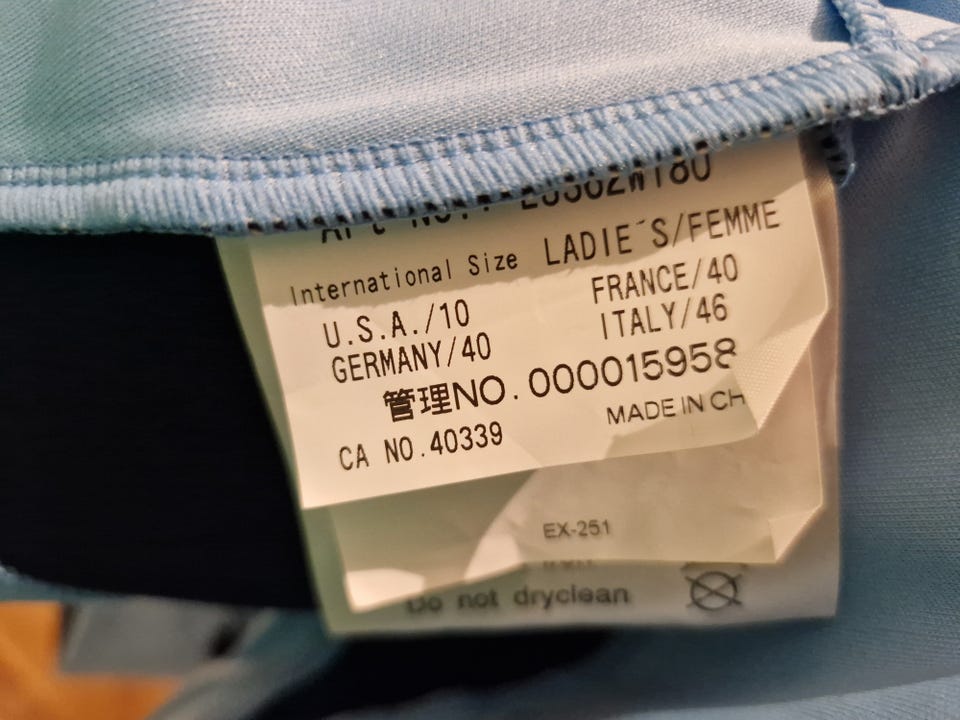 International Size LADIE´S/FEMME
U.S.A./10 FRANCE/40
GERMANY/40 ITALY/46
管理NO. 000015958
MADE IN CH
CA NO.40339
EX-251
Do not dryclean